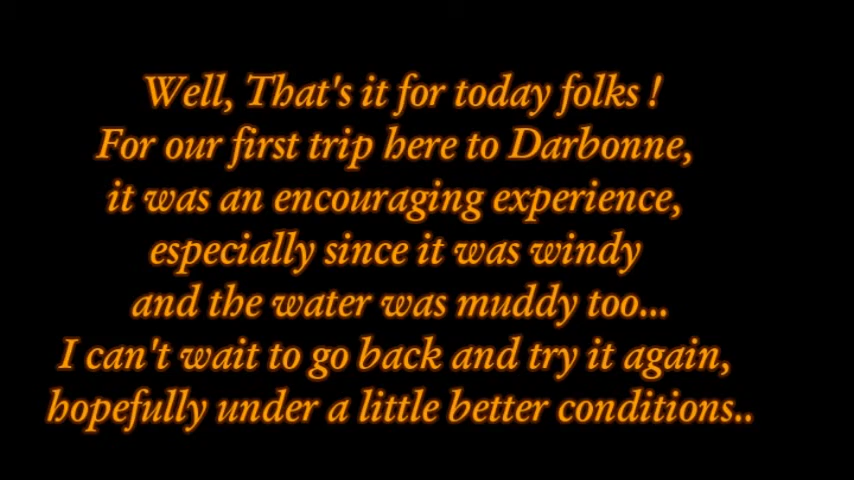 Well, That's it for today folks !
For our first trip here to Darbonne,
it was an encouraging experience,
especially since it was windy
and the water was muddy too...
I can't wait to go back and try it again,
hopefully under a little better conditions..